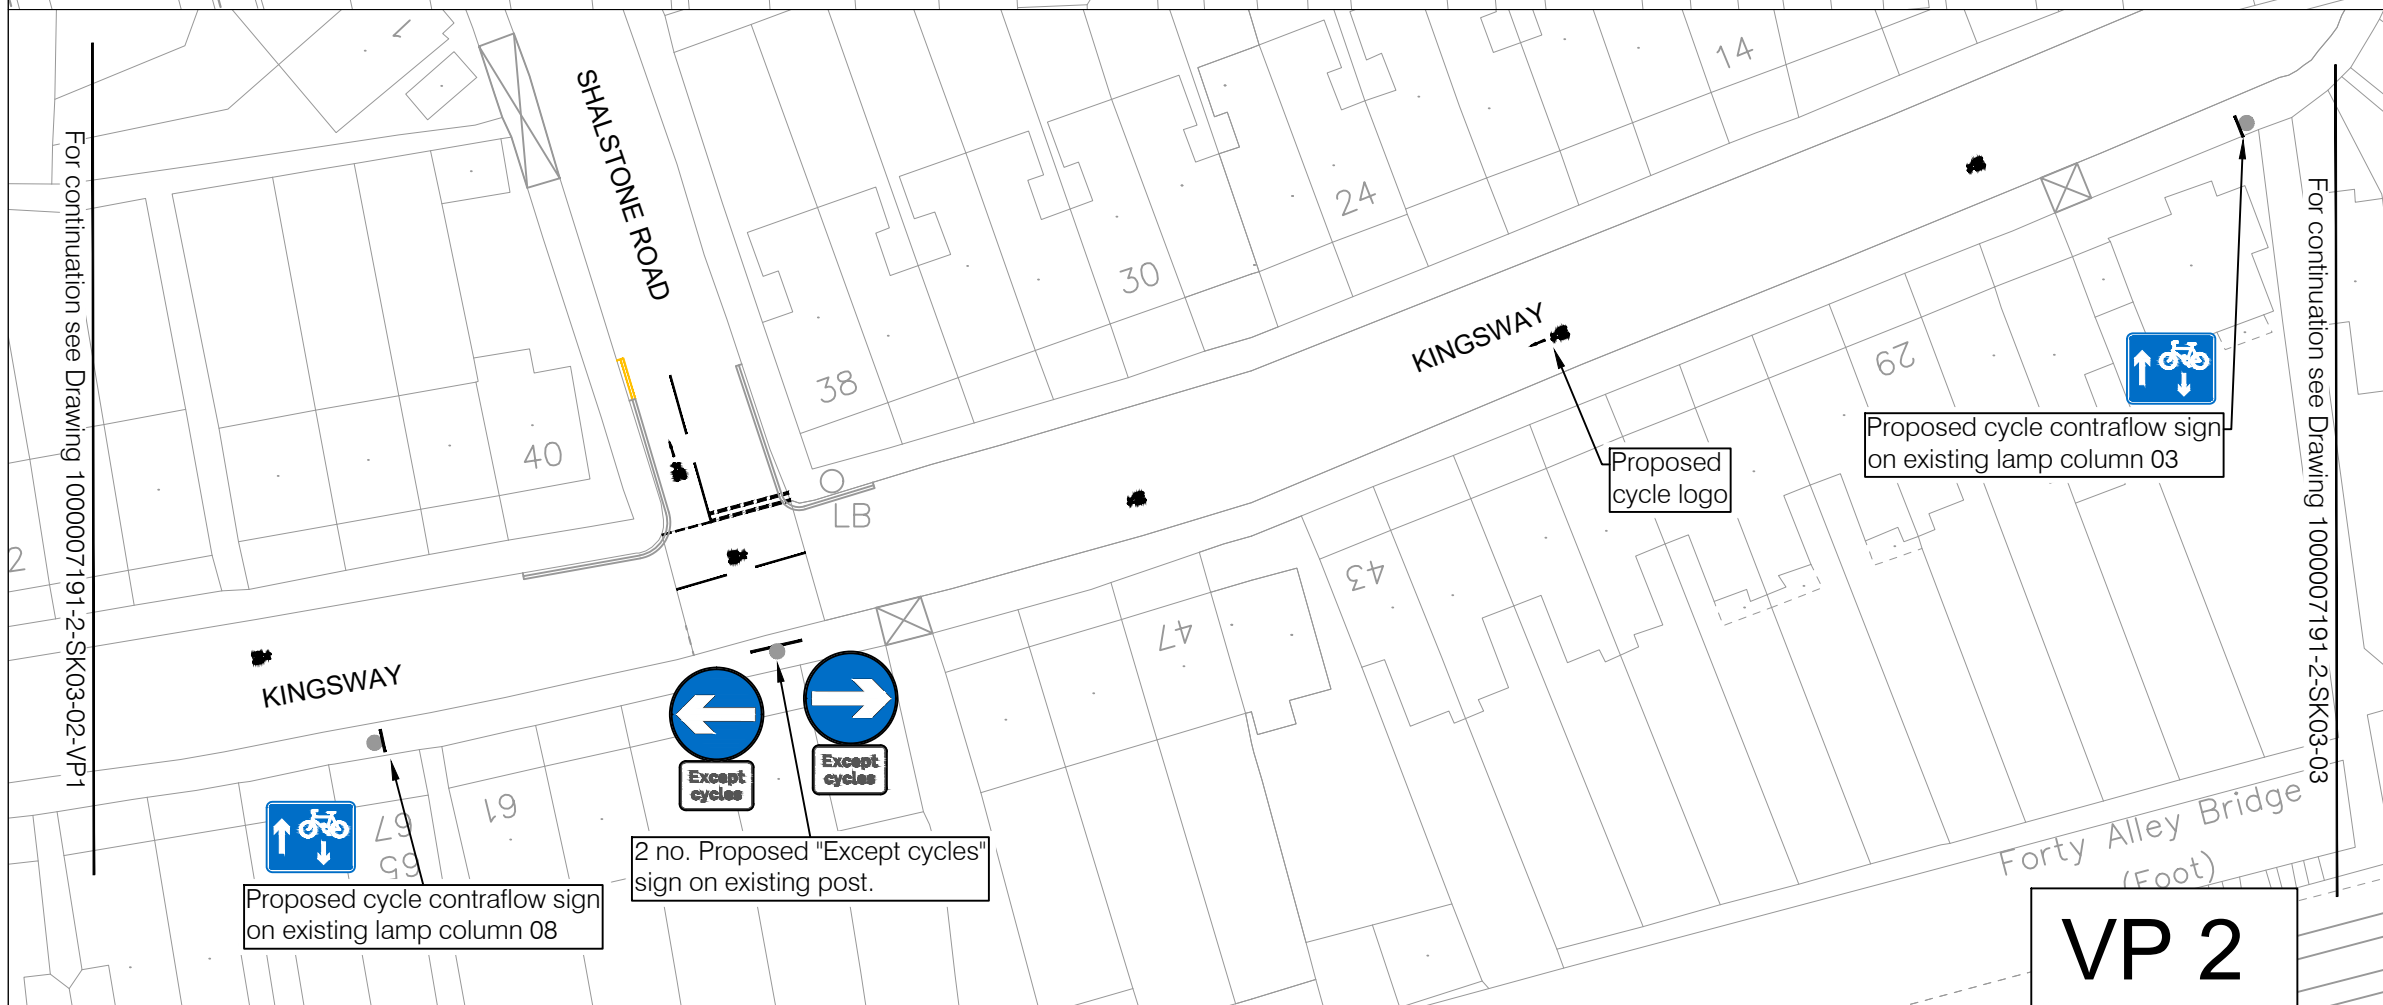 For continuation see Drawing 1000007191-2-SK03-02-VP1
SHALSTONE ROAD
14
24
30
38
40
2
LB
KINGSWAY
29
43
47
Proposed
cycle logo
Proposed cycle contraflow sign
on existing lamp column 03
For continuation see Drawing 1000007191-2-SK03-03
KINGSWAY
61
67
65
Except
cycles
Except
cycles
2 no. Proposed "Except cycles"
sign on existing post.
Proposed cycle contraflow sign
on existing lamp column 08
Forty Alley Bridge
(Foot)
VP 2